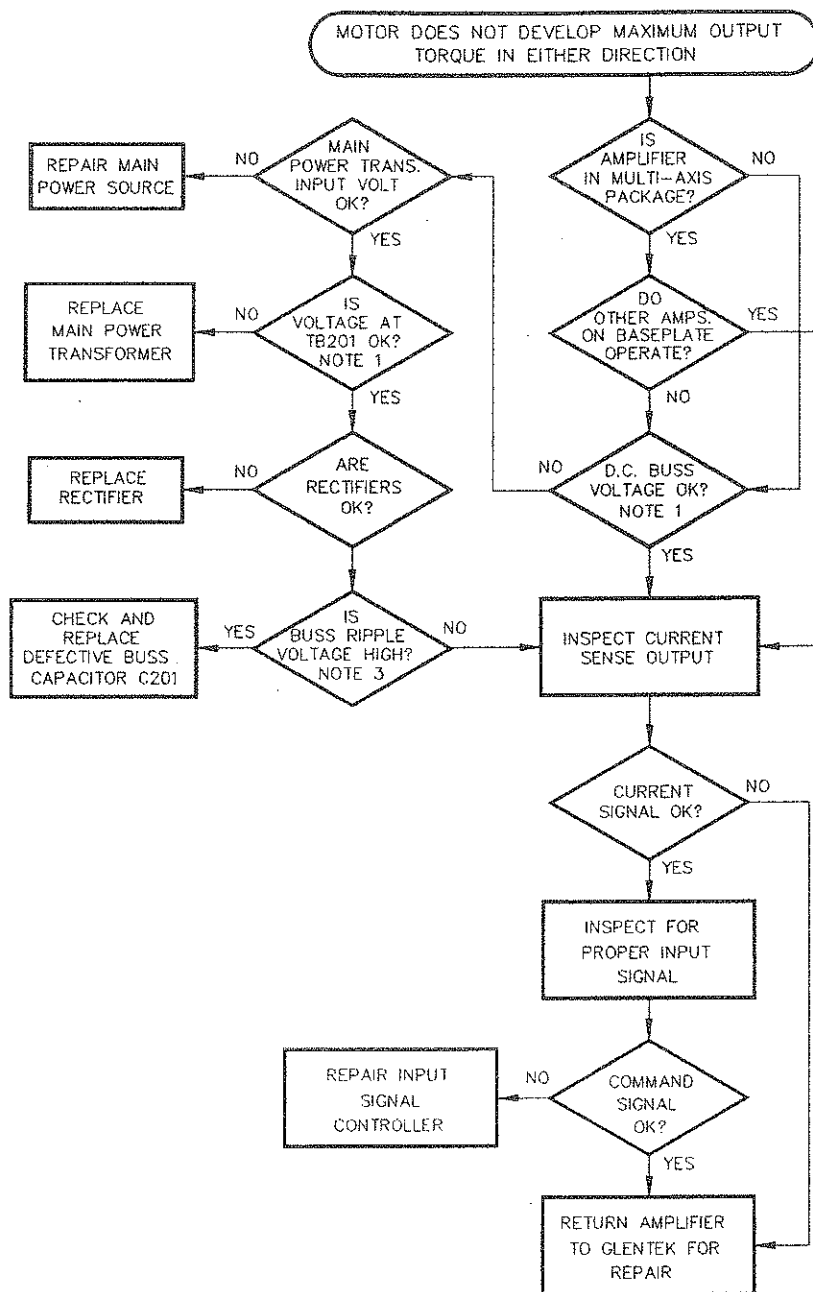 MOTOR DOES NOT DEVELOP MAXIMUM OUTPUT
TORQUE IN EITHER DIRECTION
IS
AMPLIFIER
IN MULTI-AXIS
PACKAGE?
NO
YES
DO
OTHER AMPS.
ON BASEPLATE
OPERATE?
YES
NO
D.C. BUSS
VOLTAGE OK?
NOTE 1
NO
YES
MAIN
POWER TRANS.
INPUT VOLT
OK?
NO
YES
REPAIR MAIN
POWER SOURCE
IS
VOLTAGE AT
TB201 OK?
NOTE 1
NO
YES
REPLACE
MAIN POWER
TRANSFORMER
ARE
RECTIFIERS
OK?
NO
YES
REPLACE
RECTIFIER
IS
BUSS RIPPLE
VOLTAGE HIGH?
NOTE 3
YES
NO
CHECK AND
REPLACE
DEFECTIVE BUSS
CAPACITOR C201
INSPECT CURRENT
SENSE OUTPUT
CURRENT
SIGNAL OK?
NO
YES
INSPECT FOR
PROPER INPUT
SIGNAL
COMMAND
SIGNAL
OK?
NO
YES
REPAIR INPUT
SIGNAL
CONTROLLER
RETURN AMPLIFIER
TO GLENTEK FOR
REPAIR